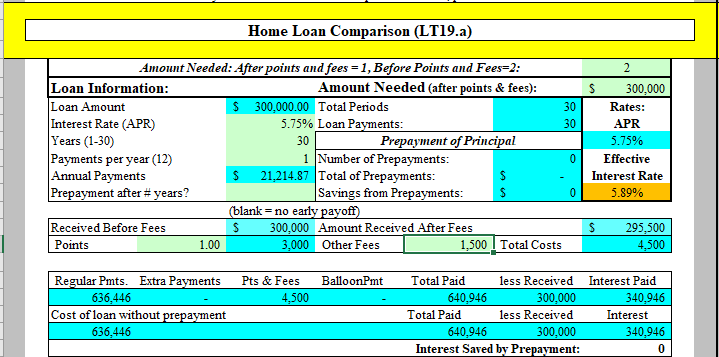 Home Loan Comparison (LT19.a)
Amount Needed: After points and fees = 1, Before Points and Fees=2: 2
Loan Information: Amount Needed (after points & fees): $ 300,000
Loan Amount $ 300,000.00 Total Periods 30 Rates:
Interest Rate (APR) 5.75% Loan Payments: 30 APR
Years (1-30) 30 Prepayment of Principal 5.75%
Payments per year (12) 1 Number of Prepayments: 0 Effective
Annual Payments $ 21,214.87 Total of Prepayments: $ - Interest Rate
Prepayment after # years? Savings from Prepayments: $ 0 5.89%
(blank = no early payoff)
Received Before Fees $ 300,000 Amount Received After Fees $ 295,500
Points 1.00 3,000 Other Fees 1,500 Total Costs 4,500
Regular Pmts. Extra Payments Pts & Fees BalloonPmt Total Paid less Received Interest Paid
636,446 - 4,500 - 640,946 300,000 340,946
Cost of loan without prepayment Total Paid less Received Interest
636,446 640,946 300,000 340,946
Interest Saved by Prepayment: 0